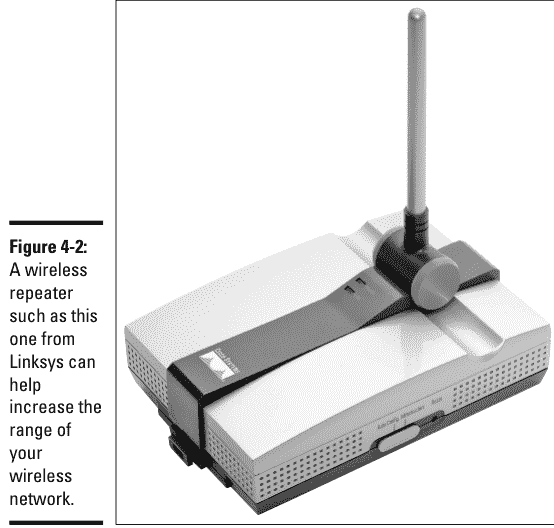 Figure 4-2:
A wireless
repeater
such as this
one from
Linksys can
help
increase the
range of
your
wireless
network.